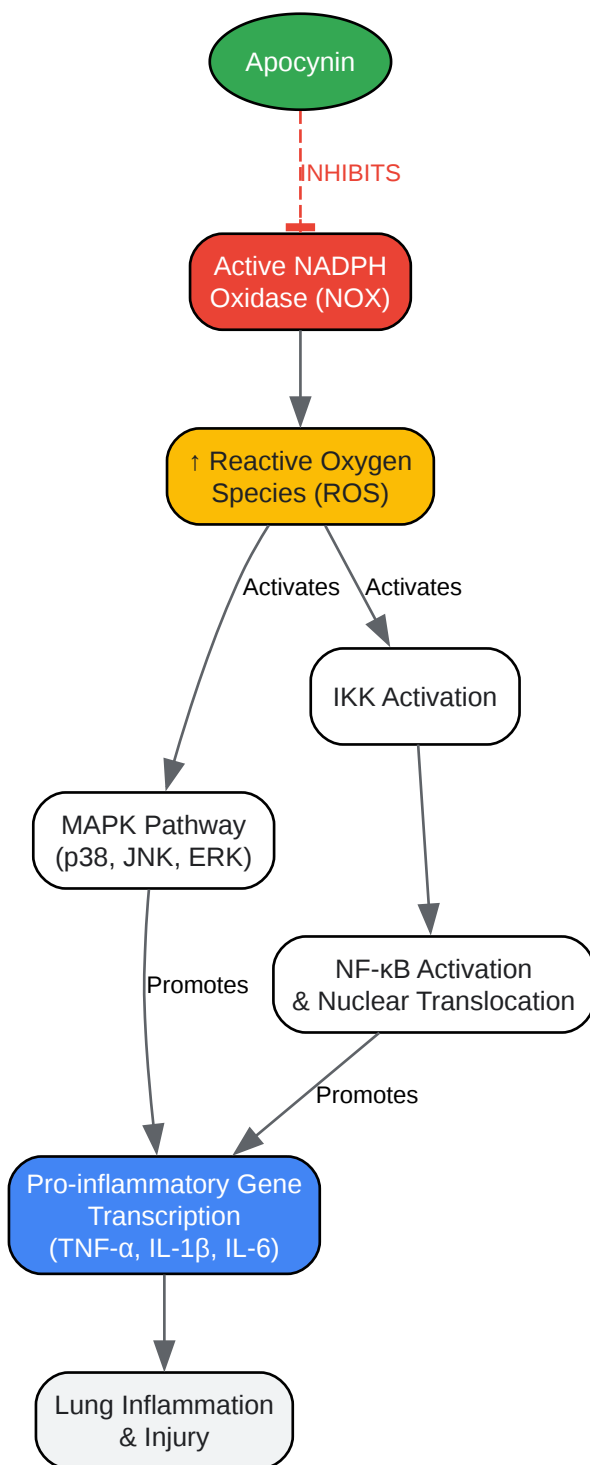 Apocynin
INHIBITS
Active NADPH
Oxidase (NOX)
↑ Reactive Oxygen
Species (ROS)
Activates
Activates
IKK Activation
MAPK Pathway
(p38, JNK, ERK)
NF-κB Activation
& Nuclear Translocation
Promotes
Promotes
Pro-inflammatory Gene
Transcription
(TNF-α, IL-1β, IL-6)
Lung Inflammation
& Injury